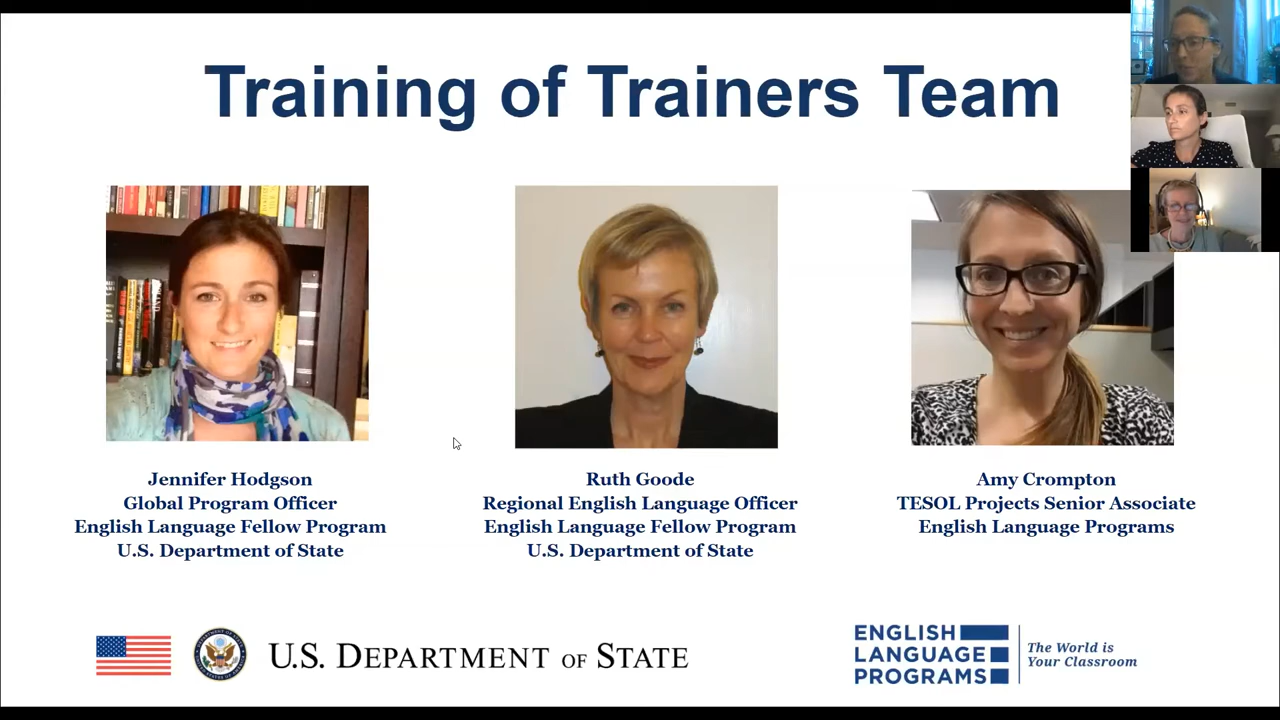 Training of Trainers Team
Jennifer Hodgson
Global Program Officer
English Language Fellow Program
U.S. Department of State
Ruth Goode
Regional English Language Officer
English Language Fellow Program
U.S. Department of State
Amy Crompton
TESOL Projects Senior Associate
English Language Programs
U.S. DEPARTMENT OF STATE
ENGLISH
LANGUAGE
PROGRAMS
The World is
Your Classroom